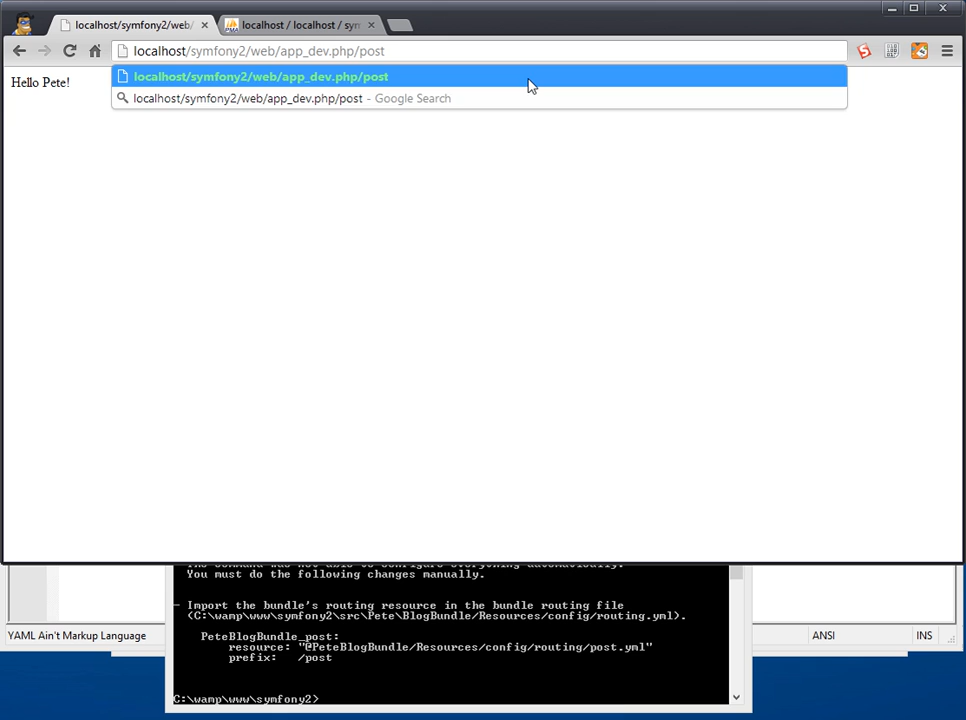 localhost/symfony2/web/
localhost / localhost / sym
localhost/symfony2/web/app_dev.php/post
localhost/symfony2/web/app_dev.php/post
localhost/symfony2/web/app_dev.php/post - Google Search
Hello Pete!
You must do the following changes manually.
- Import the bundle's routing resource in the bundle routing file
(C:\wamp\www\symfony2\src\Pete\BlogBundle/Resources/config/routing.yml).
PeteBlogBundle_post:
resource: "@PeteBlogBundle/Resources/config/routing/post.yml"
prefix: /post
C:\wamp\www\symfony2>
YAML Ain't Markup Language
ANSI
INS